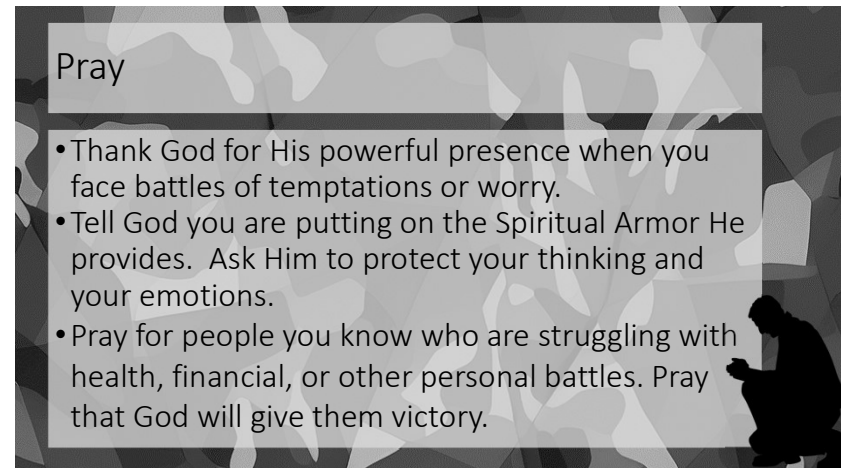 Pray
•Thank God for His powerful presence when you
face battles of temptations or worry.
•Tell God you are putting on the Spiritual Armor He
provides.  Ask Him to protect your thinking and
your emotions.
•Pray for people you know who are struggling with
health, financial, or other personal battles. Pray
that God will give them victory.